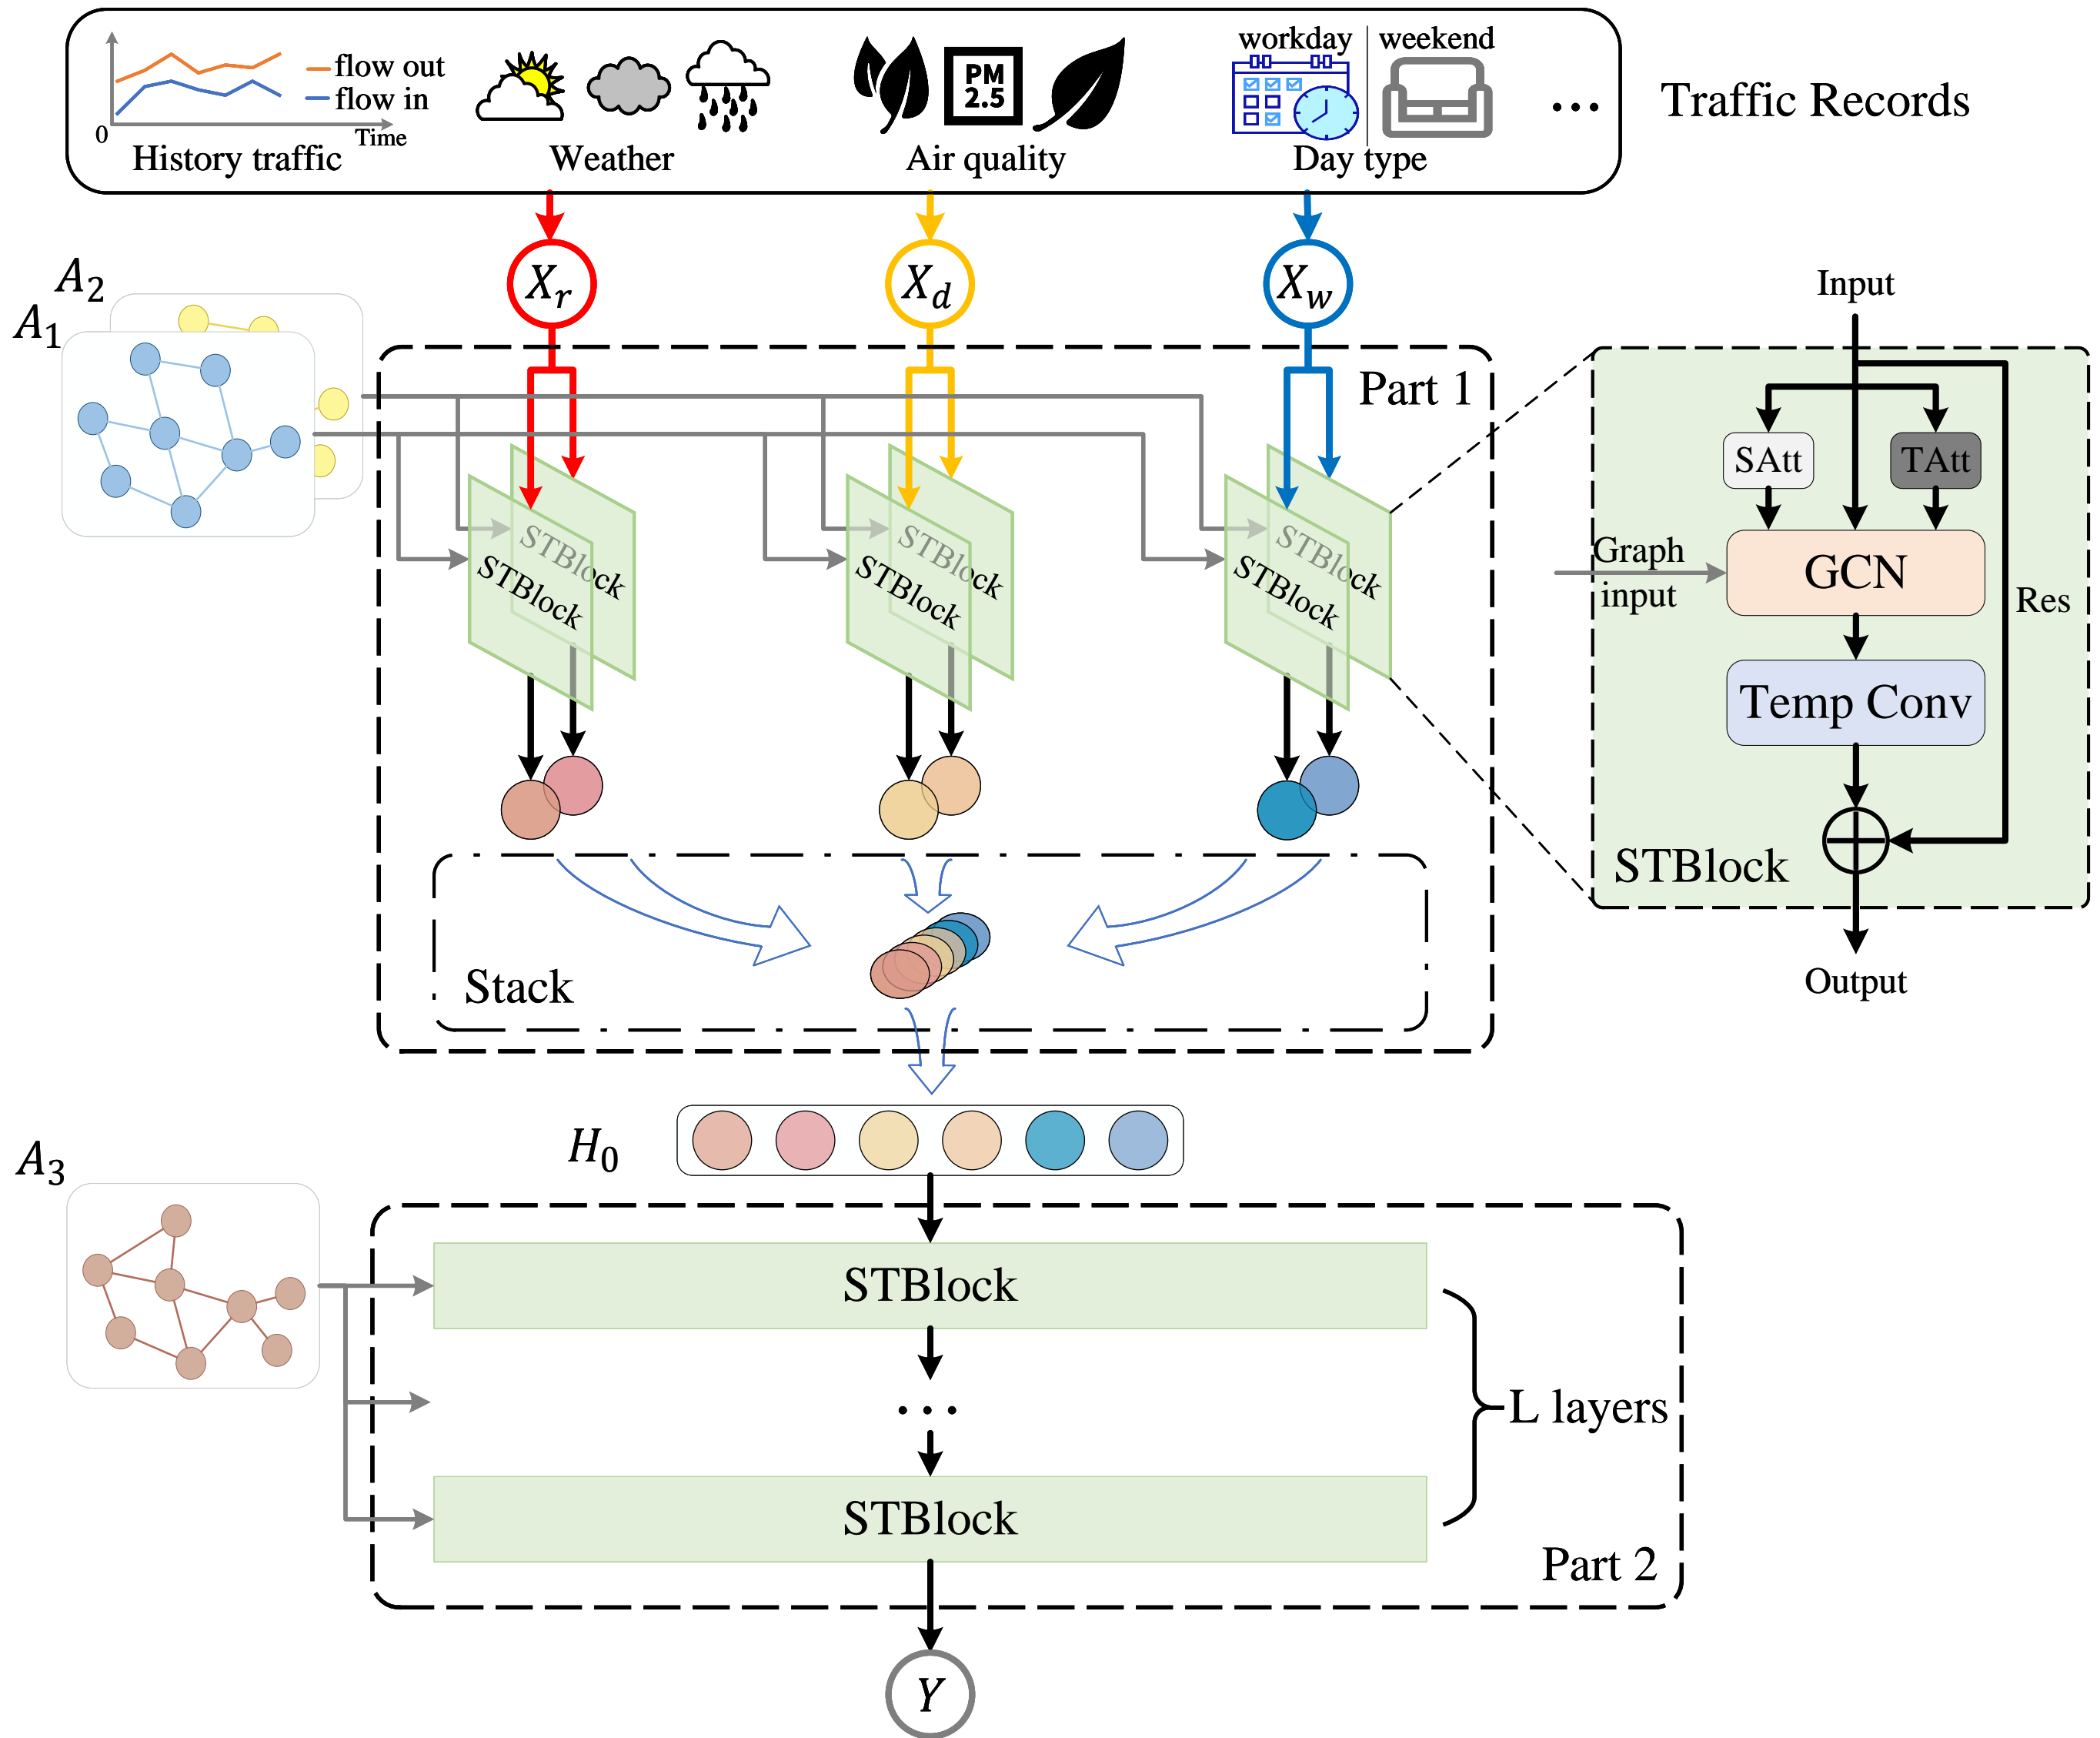 flow out
flow in
0
Time
History traffic
Weather
PM
2.5
Air quality
workday
weekend
Day type
...
Traffic Records
A₂
A₁
Xᵣ
X_d
X_w
Part 1
STBlock
STBlock
STBlock
STBlock
STBlock
STBlock
Stack
Input
SAtt
TAtt
Graph
input
GCN
Res
Temp Conv
STBlock
Output
H₀
A₃
STBlock
...
L layers
STBlock
Part 2
Y